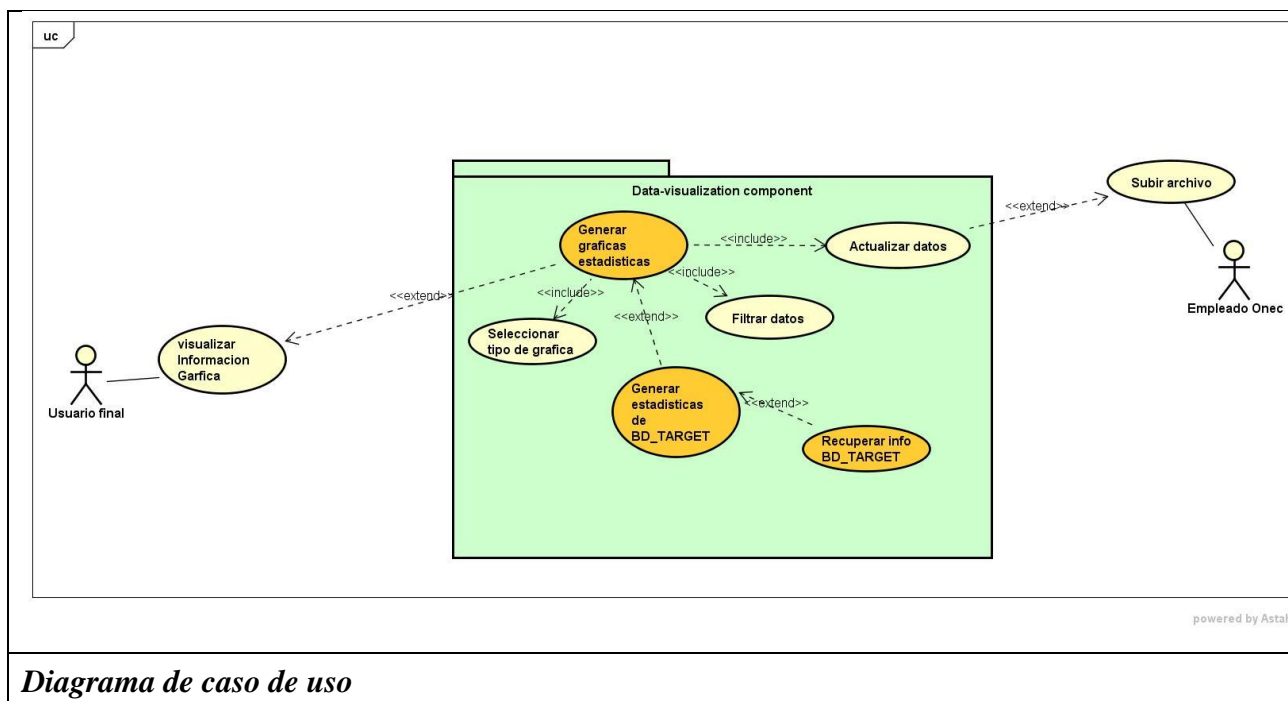 uc
Data-visualization component
Subir archivo
<<extend>>
Generar
graficas
estadisticas
<<include>>
Actualizar datos
<<include>>
<<extend>>
<<include>>
Empleado Onec
<<extend>>
Filtrar datos
Seleccionar
tipo de grafica
visualizar
Informacion
Garfica
Usuario final
Generar
estadisticas
de
BD_TARGET
<<extend>>
Recuperar info
BD_TARGET
powered by Astah
Diagrama de caso de uso